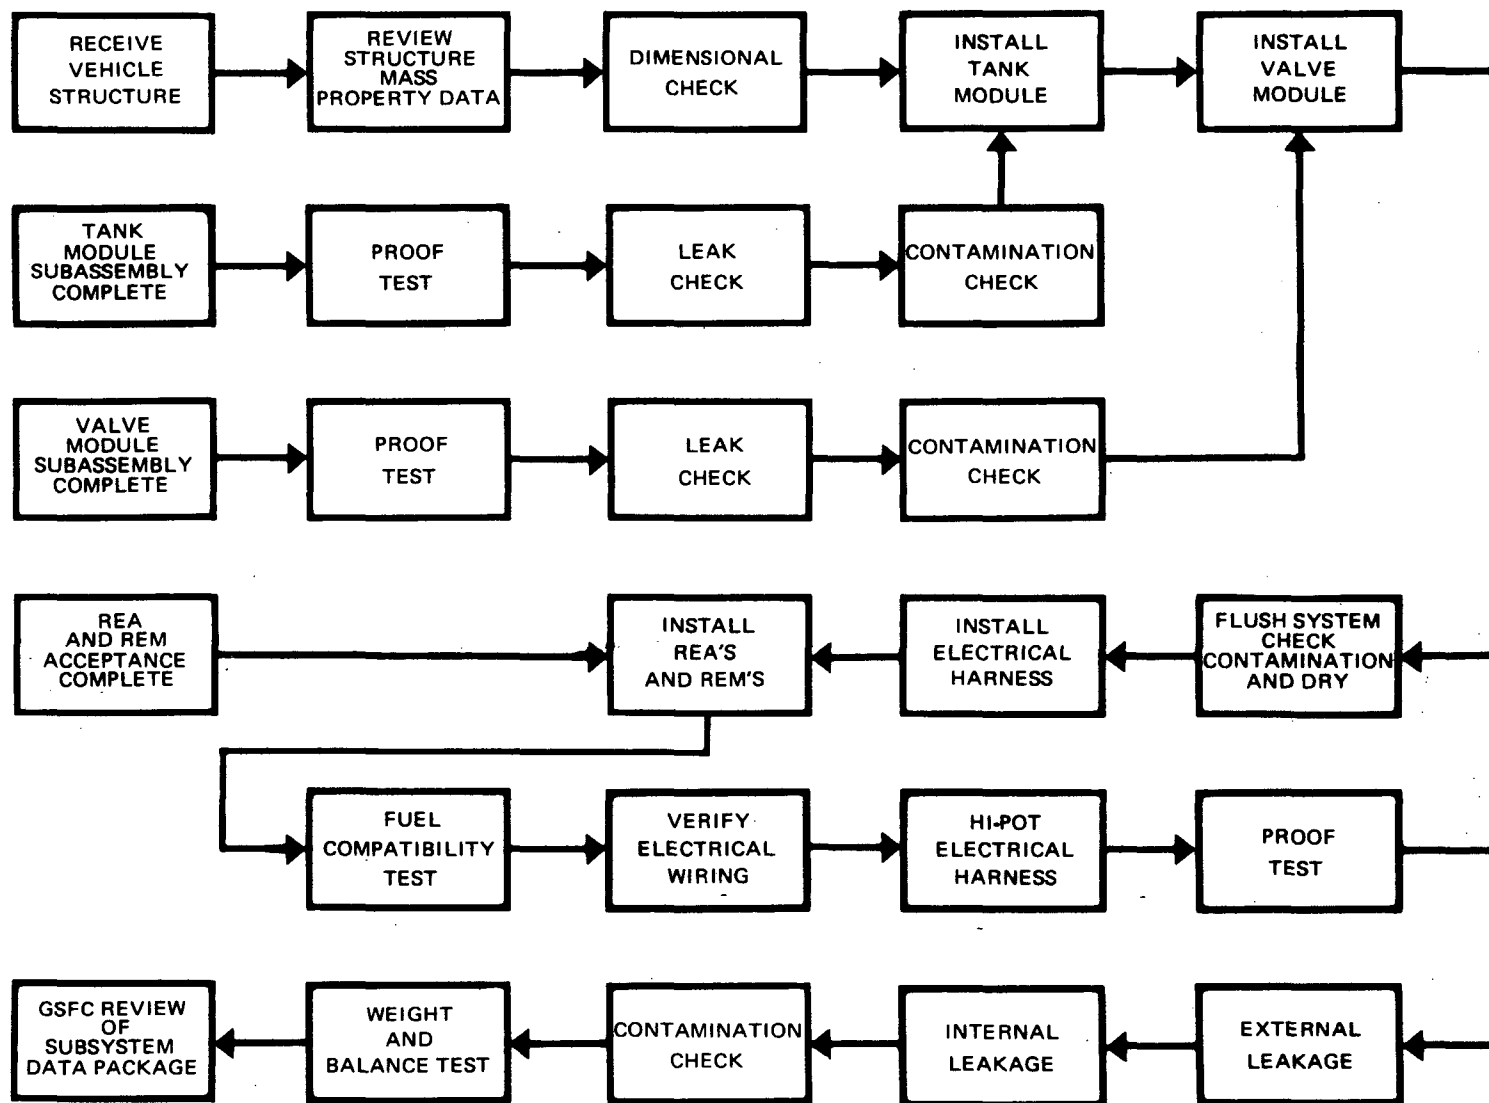 RECEIVE
VEHICLE
STRUCTURE
REVIEW
STRUCTURE
MASS
PROPERTY DATA
DIMENSIONAL
CHECK
INSTALL
TANK
MODULE
INSTALL
VALVE
MODULE
TANK
MODULE
SUBASSEMBLY
COMPLETE
PROOF
TEST
LEAK
CHECK
CONTAMINATION
CHECK
VALVE
MODULE
SUBASSEMBLY
COMPLETE
PROOF
TEST
LEAK
CHECK
CONTAMINATION
CHECK
REA
AND REM
ACCEPTANCE
COMPLETE
INSTALL
REA'S
AND REM'S
INSTALL
ELECTRICAL
HARNESS
FLUSH SYSTEM
CHECK
CONTAMINATION
AND DRY
FUEL
COMPATIBILITY
TEST
VERIFY
ELECTRICAL
WIRING
HI-POT
ELECTRICAL
HARNESS
PROOF
TEST
GSFC REVIEW
OF
SUBSYSTEM
DATA PACKAGE
WEIGHT
AND
BALANCE TEST
CONTAMINATION
CHECK
INTERNAL
LEAKAGE
EXTERNAL
LEAKAGE